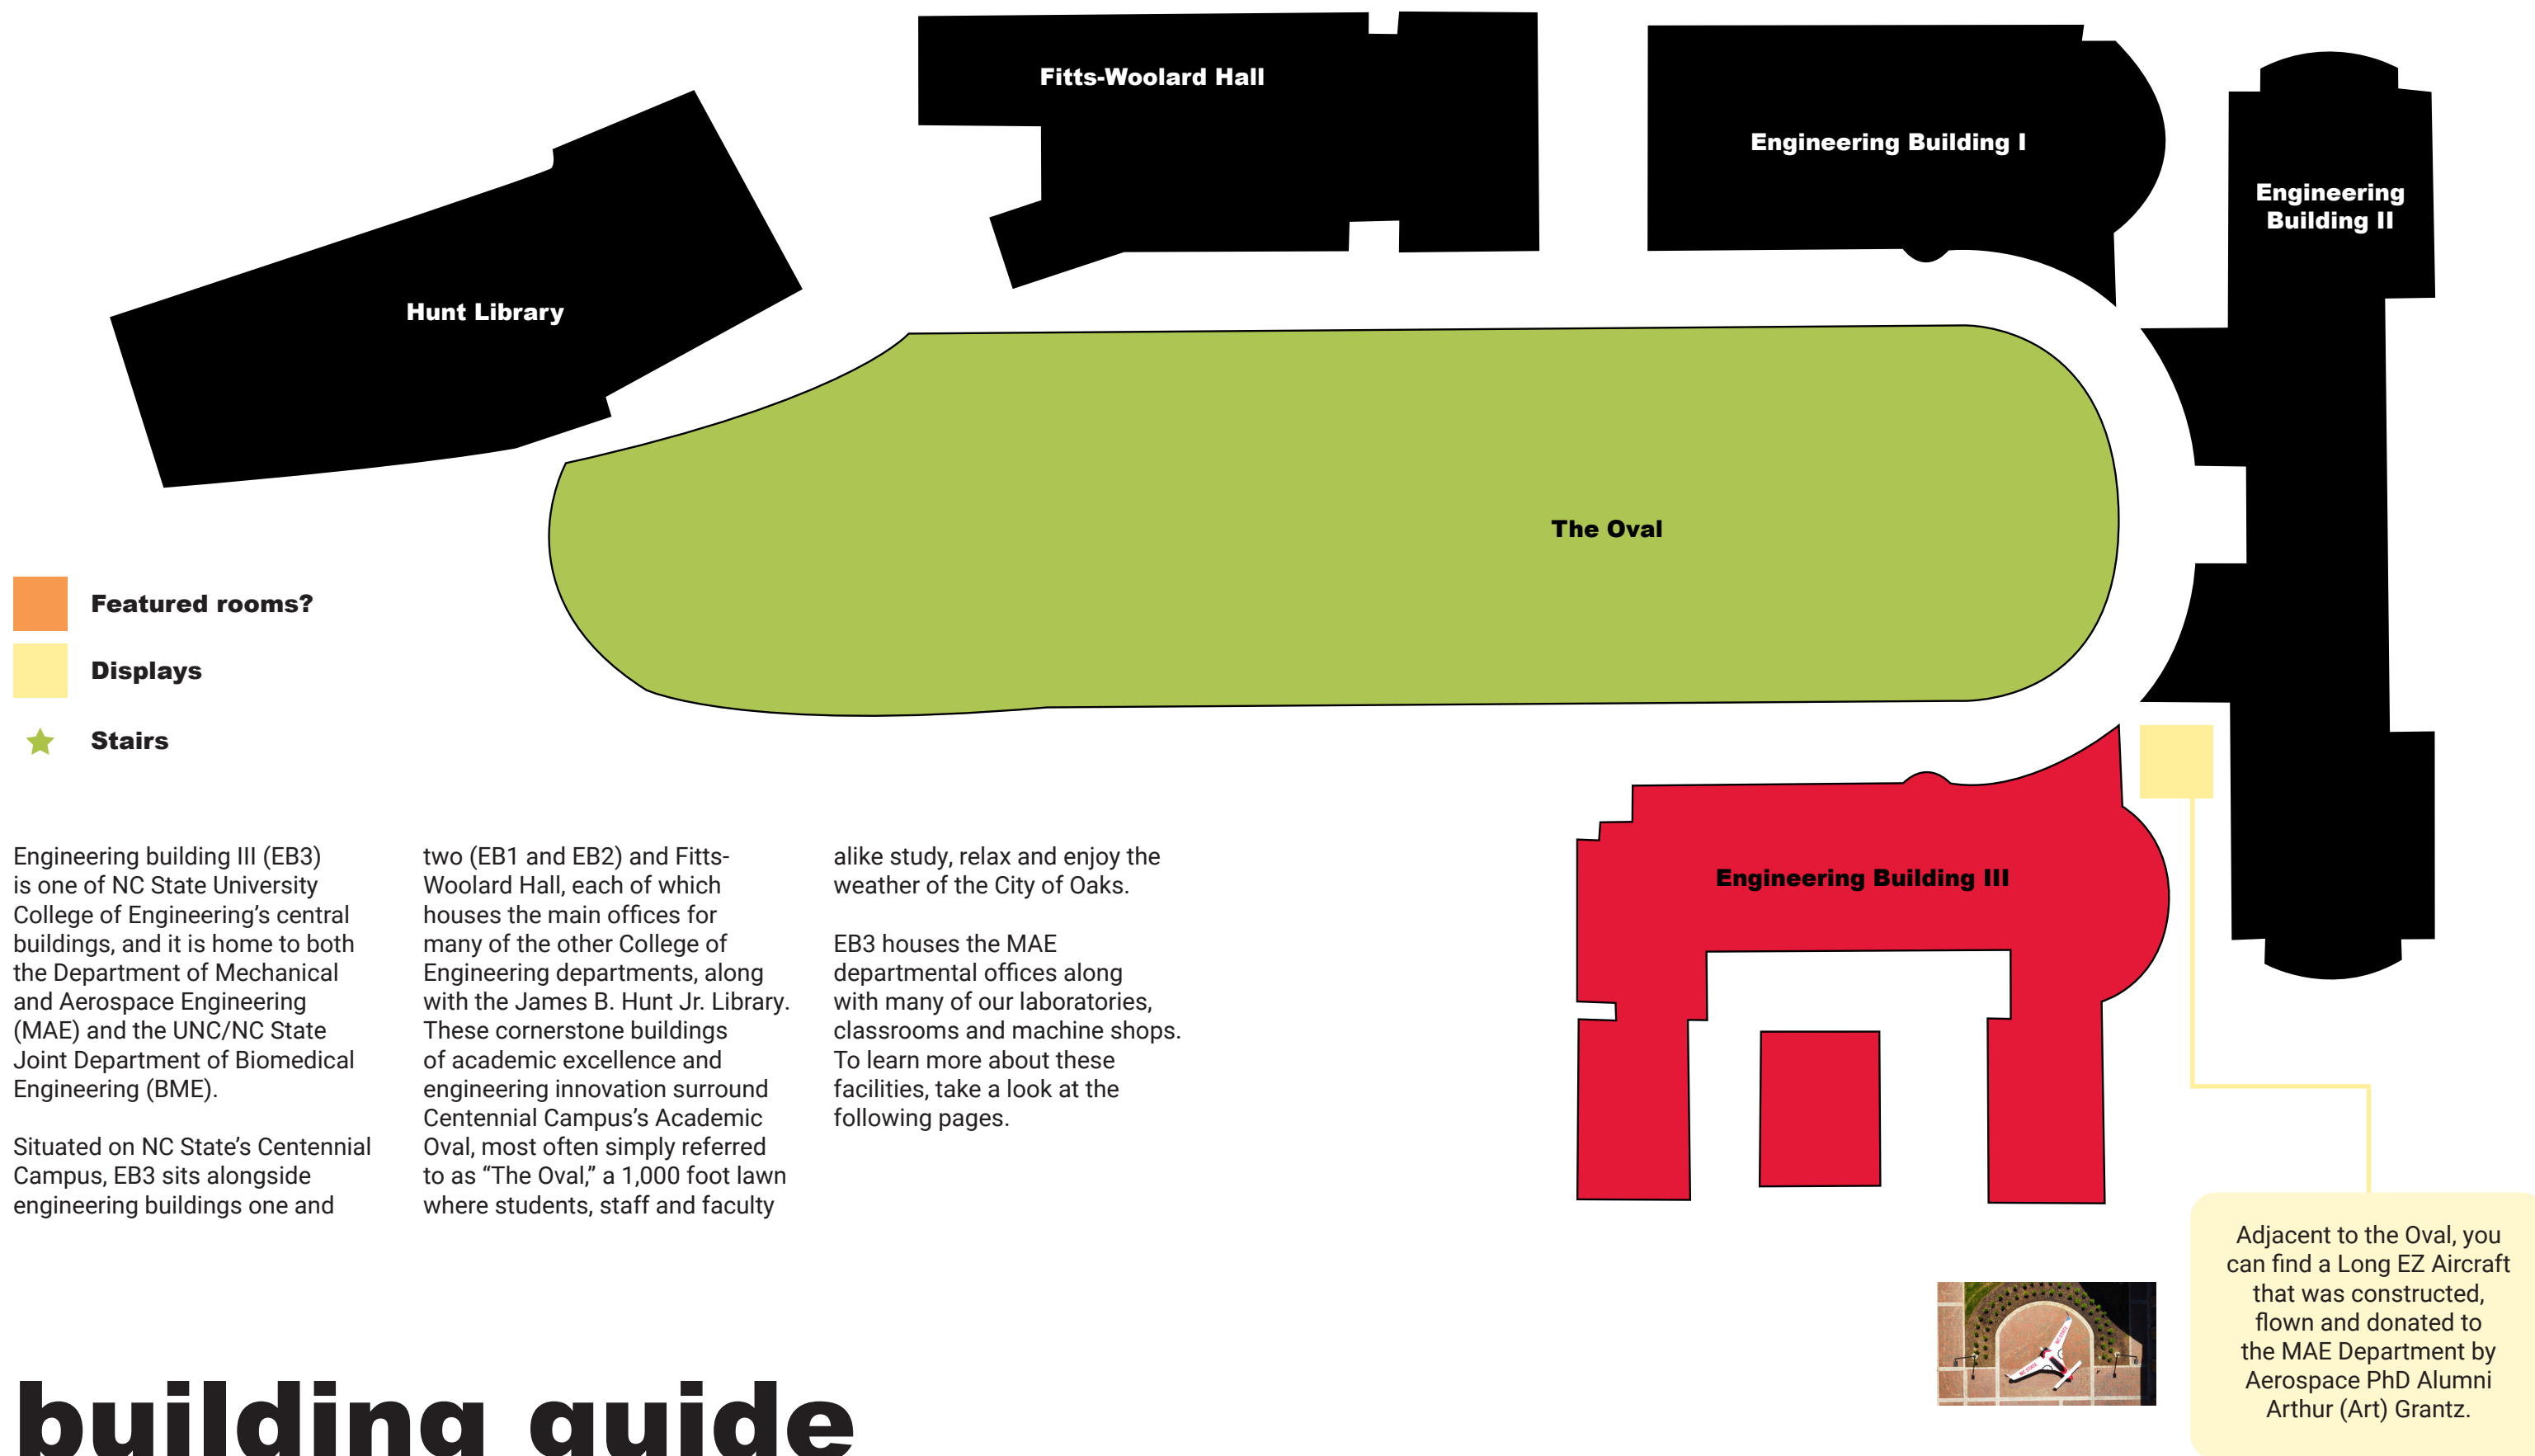 Fitts-Woolard Hall
Engineering Building I
Engineering
Building II
Hunt Library
The Oval
Featured rooms?
Displays
Stairs
Engineering Building III
Engineering building III (EB3)
is one of NC State University
College of Engineering’s central
buildings, and it is home to both
the Department of Mechanical
and Aerospace Engineering
(MAE) and the UNC/NC State
Joint Department of Biomedical
Engineering (BME).
Situated on NC State’s Centennial
Campus, EB3 sits alongside
engineering buildings one and
two (EB1 and EB2) and Fitts-
Woolard Hall, each of which
houses the main offices for
many of the other College of
Engineering departments, along
with the James B. Hunt Jr. Library.
These cornerstone buildings
of academic excellence and
engineering innovation surround
Centennial Campus’s Academic
Oval, most often simply referred
to as “The Oval,” a 1,000 foot lawn
where students, staff and faculty
alike study, relax and enjoy the
weather of the City of Oaks.
EB3 houses the MAE
departmental offices along
with many of our laboratories,
classrooms and machine shops.
To learn more about these
facilities, take a look at the
following pages.
Adjacent to the Oval, you
can find a Long EZ Aircraft
that was constructed,
flown and donated to
the MAE Department by
Aerospace PhD Alumni
Arthur (Art) Grantz.
NC STATE
NC STATE
building guide